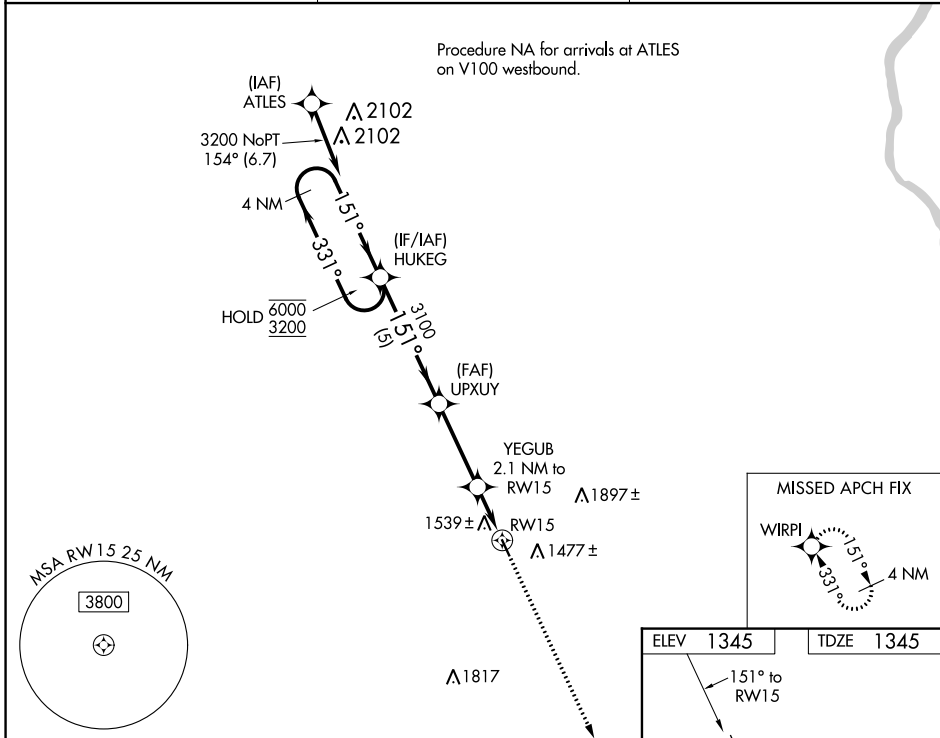 Procedure NA for arrivals at ATLES
on V100 westbound.
(IAF)
ATLES
2102
2102
3200 NoPT
154° (6.7)
4 NM
151°
331°
(IF/IAF)
HUKEG
HOLD 6000
3200
3100
151°
(5)
(FAF)
UPXUY
YEGUB
2.1 NM to
RW15
1897 ±
1539 ±
RW15
1477 ±
MISSED APCH FIX
WIRPI
151°
331°
4 NM
MSA RW 15 25 NM
3800
1817
ELEV 1345
TDZE 1345
151° to
RW15